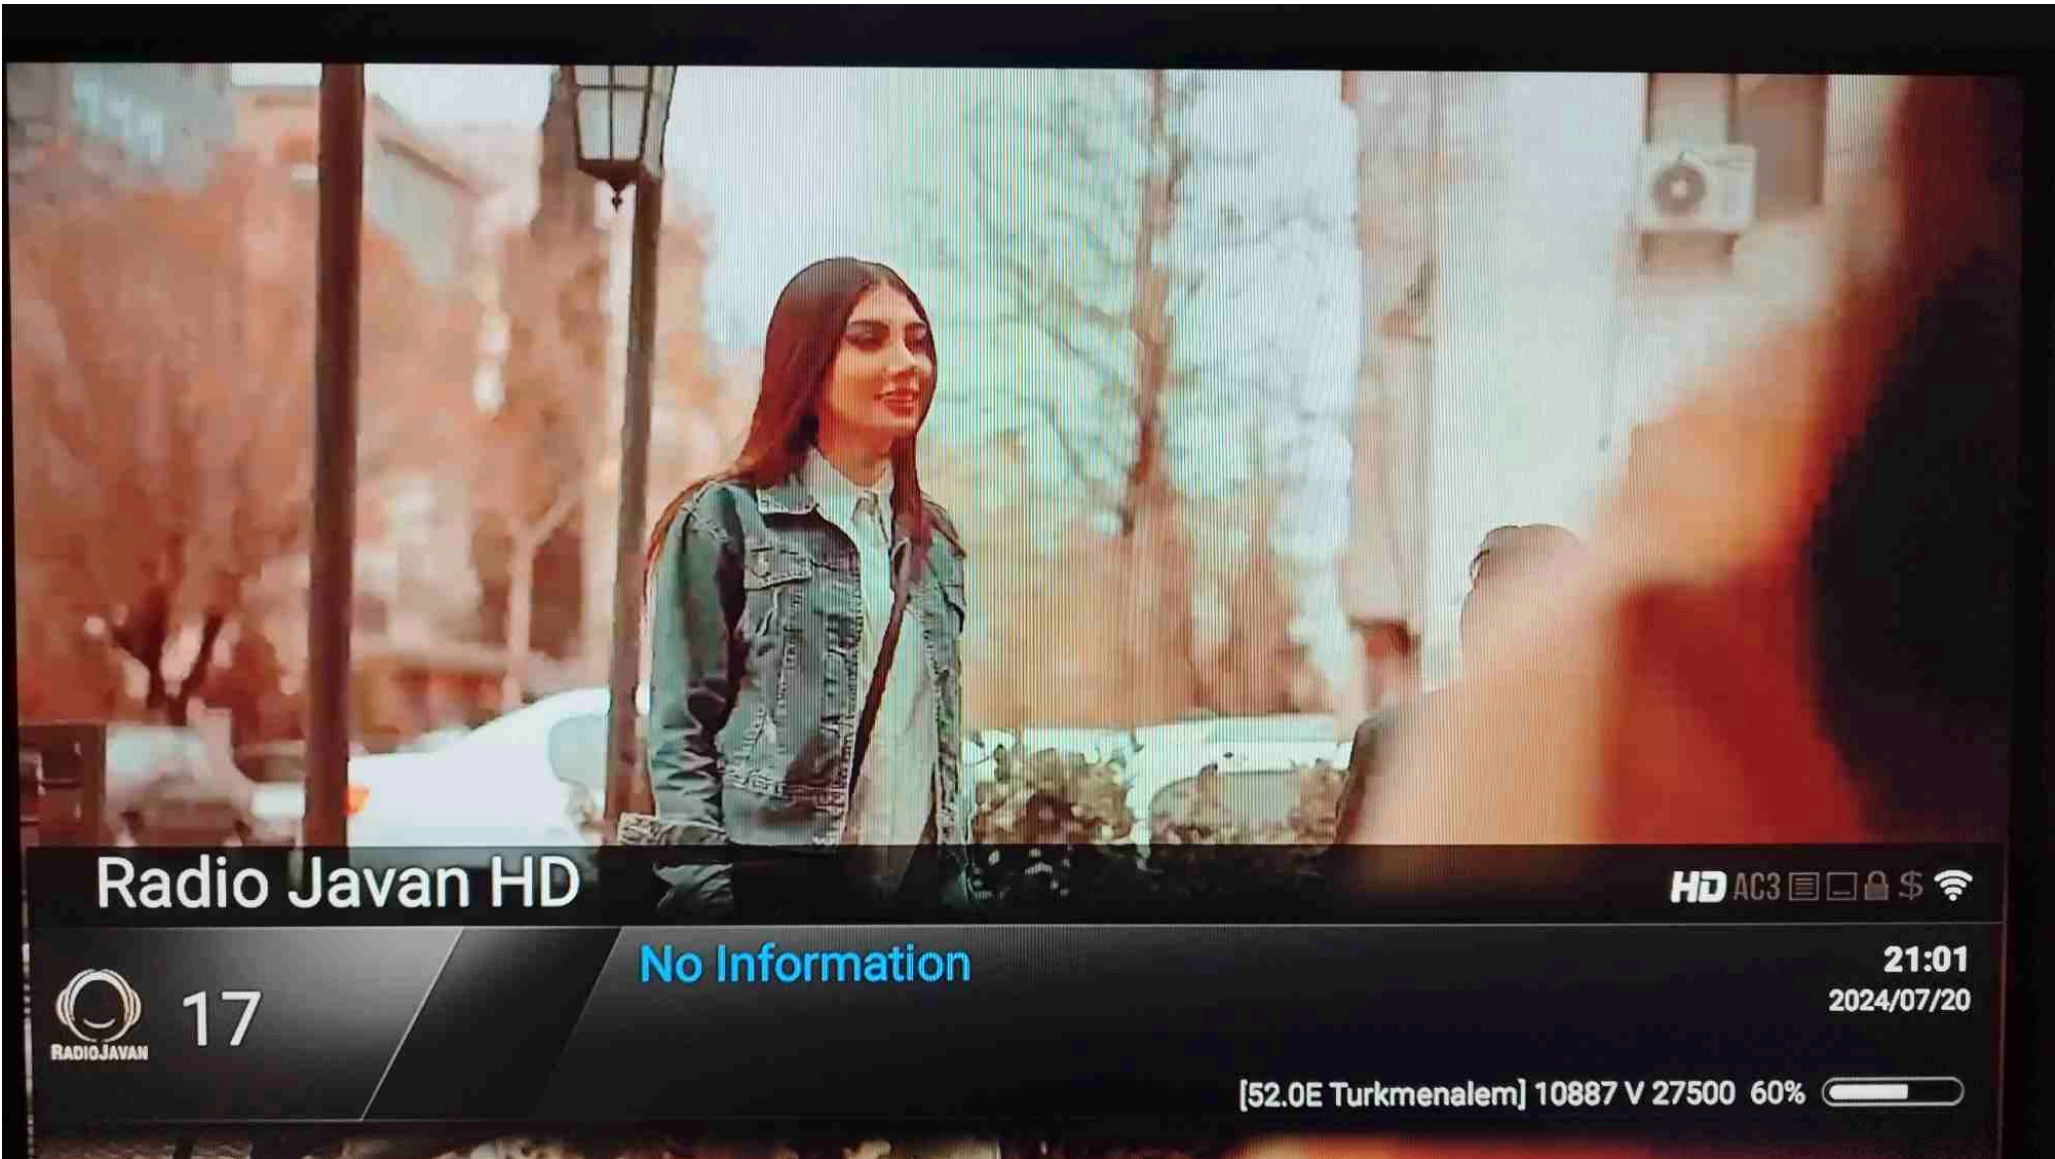 Radio Javan HD
HD AC3 $
No Information
21:01
2024/07/20
RADIOJAVAN
17
[52.0E Turkmenalem] 10887 V 27500 60%